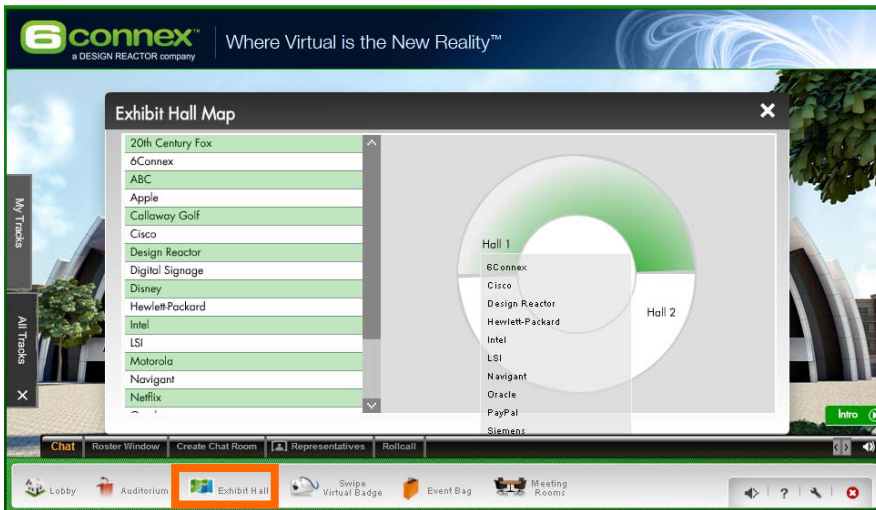 6connex™
a DESIGN REACTOR company
Where Virtual is the New Reality™
Exhibit Hall Map
20th Century Fox
6Connex
ABC
Apple
Callaway Golf
Cisco
Design Reactor
Digital Signage
Disney
Hewlett-Packard
Intel
LSI
Motorola
Navigant
Netflix
Hall 1
6Connex
Cisco
Design Reactor
Hewlett-Packard
Intel
LSI
Navigant
Oracle
PayPal
Siemens
Hall 2
My Tracks
All Tracks
Intro
Chat Roster Window Create Chat Room Representatives Rollcall
Lobby Auditorium Exhibit Hall Swipe Virtual Badge Event Bag Meeting Rooms